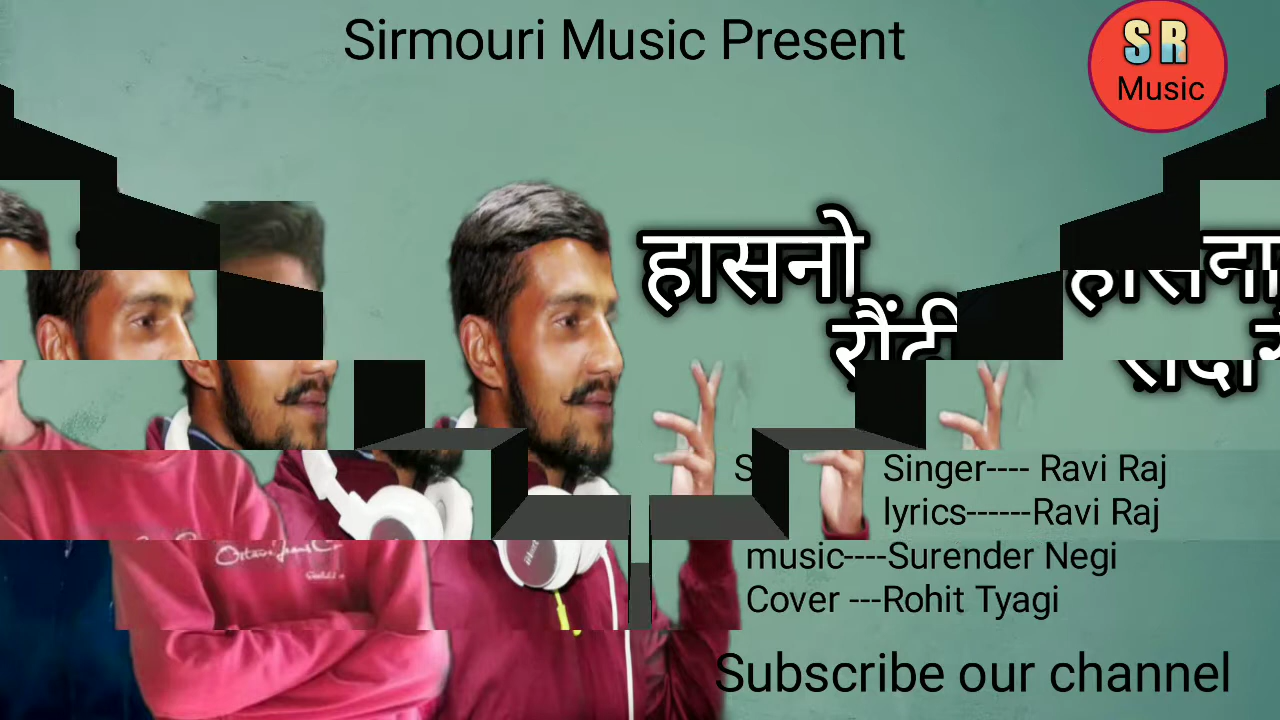 Sirmouri Music Present
S R
Music
हासनो
रौंदी
Singer---- Ravi Raj
lyrics------Ravi Raj
music----Surender Negi
Cover ---Rohit Tyagi
Subscribe our channel